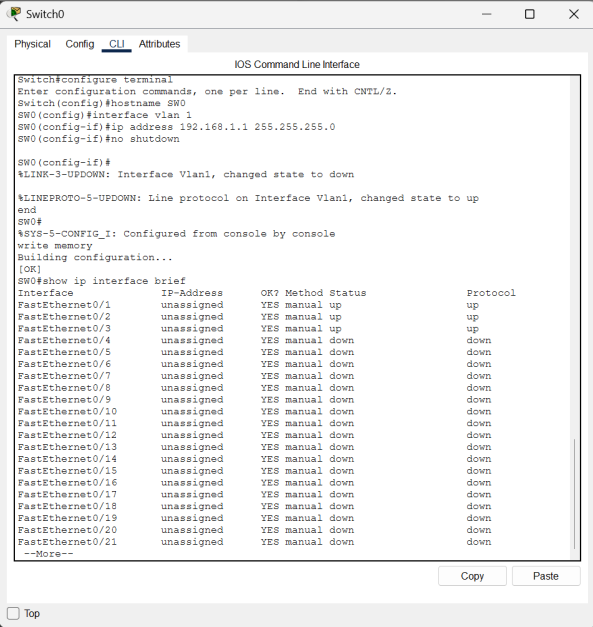 Switch0
Physical Config CLI Attributes
IOS Command Line Interface
Switch#configure terminal
Enter configuration commands, one per line. End with CNTL/Z.
Switch(config)#hostname SW0
SW0(config)#interface vlan 1
SW0(config-if)#ip address 192.168.1.1 255.255.255.0
SW0(config-if)#no shutdown
SW0(config-if)#
%LINK-3-UPDOWN: Interface Vlan1, changed state to down
%LINEPROTO-5-UPDOWN: Line protocol on Interface Vlan1, changed state to up
end
SW0#
%SYS-5-CONFIG_I: Configured from console by console
write memory
Building configuration...
[OK]
SW0#show ip interface brief
Interface IP-Address OK? Method Status Protocol
FastEthernet0/1 unassigned YES manual up up
FastEthernet0/2 unassigned YES manual up up
FastEthernet0/3 unassigned YES manual up up
FastEthernet0/4 unassigned YES manual down down
FastEthernet0/5 unassigned YES manual down down
FastEthernet0/6 unassigned YES manual down down
FastEthernet0/7 unassigned YES manual down down
FastEthernet0/8 unassigned YES manual down down
FastEthernet0/9 unassigned YES manual down down
FastEthernet0/10 unassigned YES manual down down
FastEthernet0/11 unassigned YES manual down down
FastEthernet0/12 unassigned YES manual down down
FastEthernet0/13 unassigned YES manual down down
FastEthernet0/14 unassigned YES manual down down
FastEthernet0/15 unassigned YES manual down down
FastEthernet0/16 unassigned YES manual down down
FastEthernet0/17 unassigned YES manual down down
FastEthernet0/18 unassigned YES manual down down
FastEthernet0/19 unassigned YES manual down down
FastEthernet0/20 unassigned YES manual down down
FastEthernet0/21 unassigned YES manual down down
--More--
Copy Paste
Top